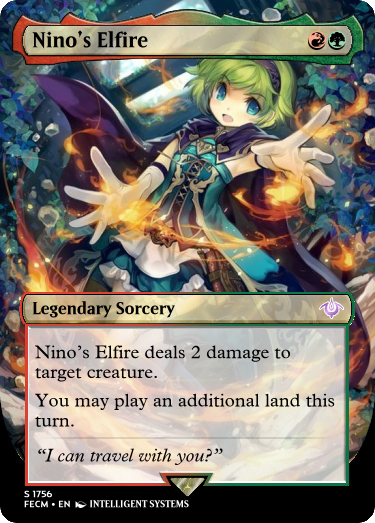 Nino's Elfire
Legendary Sorcery
Nino's Elfire deals 2 damage to
target creature.
You may play an additional land this
turn.
“I can travel with you?”
S 1756
FECM • EN INTELLIGENT SYSTEMS